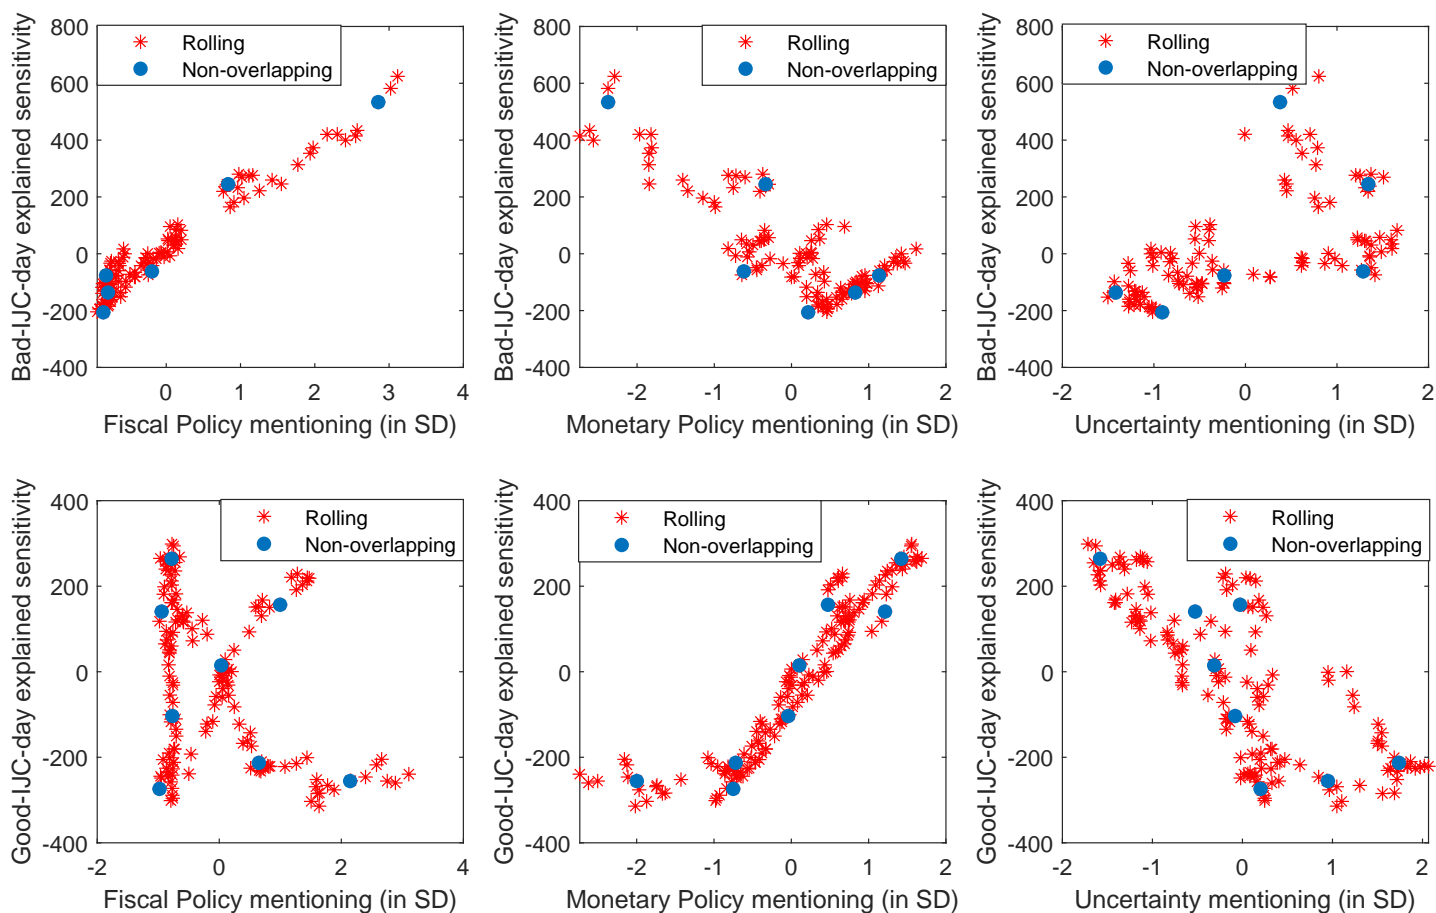 Bad-IJC-day explained sensitivity
800
600
400
200
0
-200
-400
0
1
2
3
4
Fiscal Policy mentioning (in SD)
Rolling
Non-overlapping
Bad-IJC-day explained sensitivity
800
600
400
200
0
-200
-400
-2
-1
0
1
2
Monetary Policy mentioning (in SD)
Rolling
Non-overlapping
Bad-IJC-day explained sensitivity
800
600
400
200
0
-200
-400
-2
-1
0
1
2
Uncertainty mentioning (in SD)
Rolling
Non-overlapping
Good-IJC-day explained sensitivity
400
200
0
-200
-400
-2
0
2
4
Fiscal Policy mentioning (in SD)
Rolling
Non-overlapping
Good-IJC-day explained sensitivity
400
200
0
-200
-400
-2
-1
0
1
2
Monetary Policy mentioning (in SD)
Rolling
Non-overlapping
Good-IJC-day explained sensitivity
400
200
0
-200
-400
-2
-1
0
1
2
Uncertainty mentioning (in SD)
Rolling
Non-overlapping